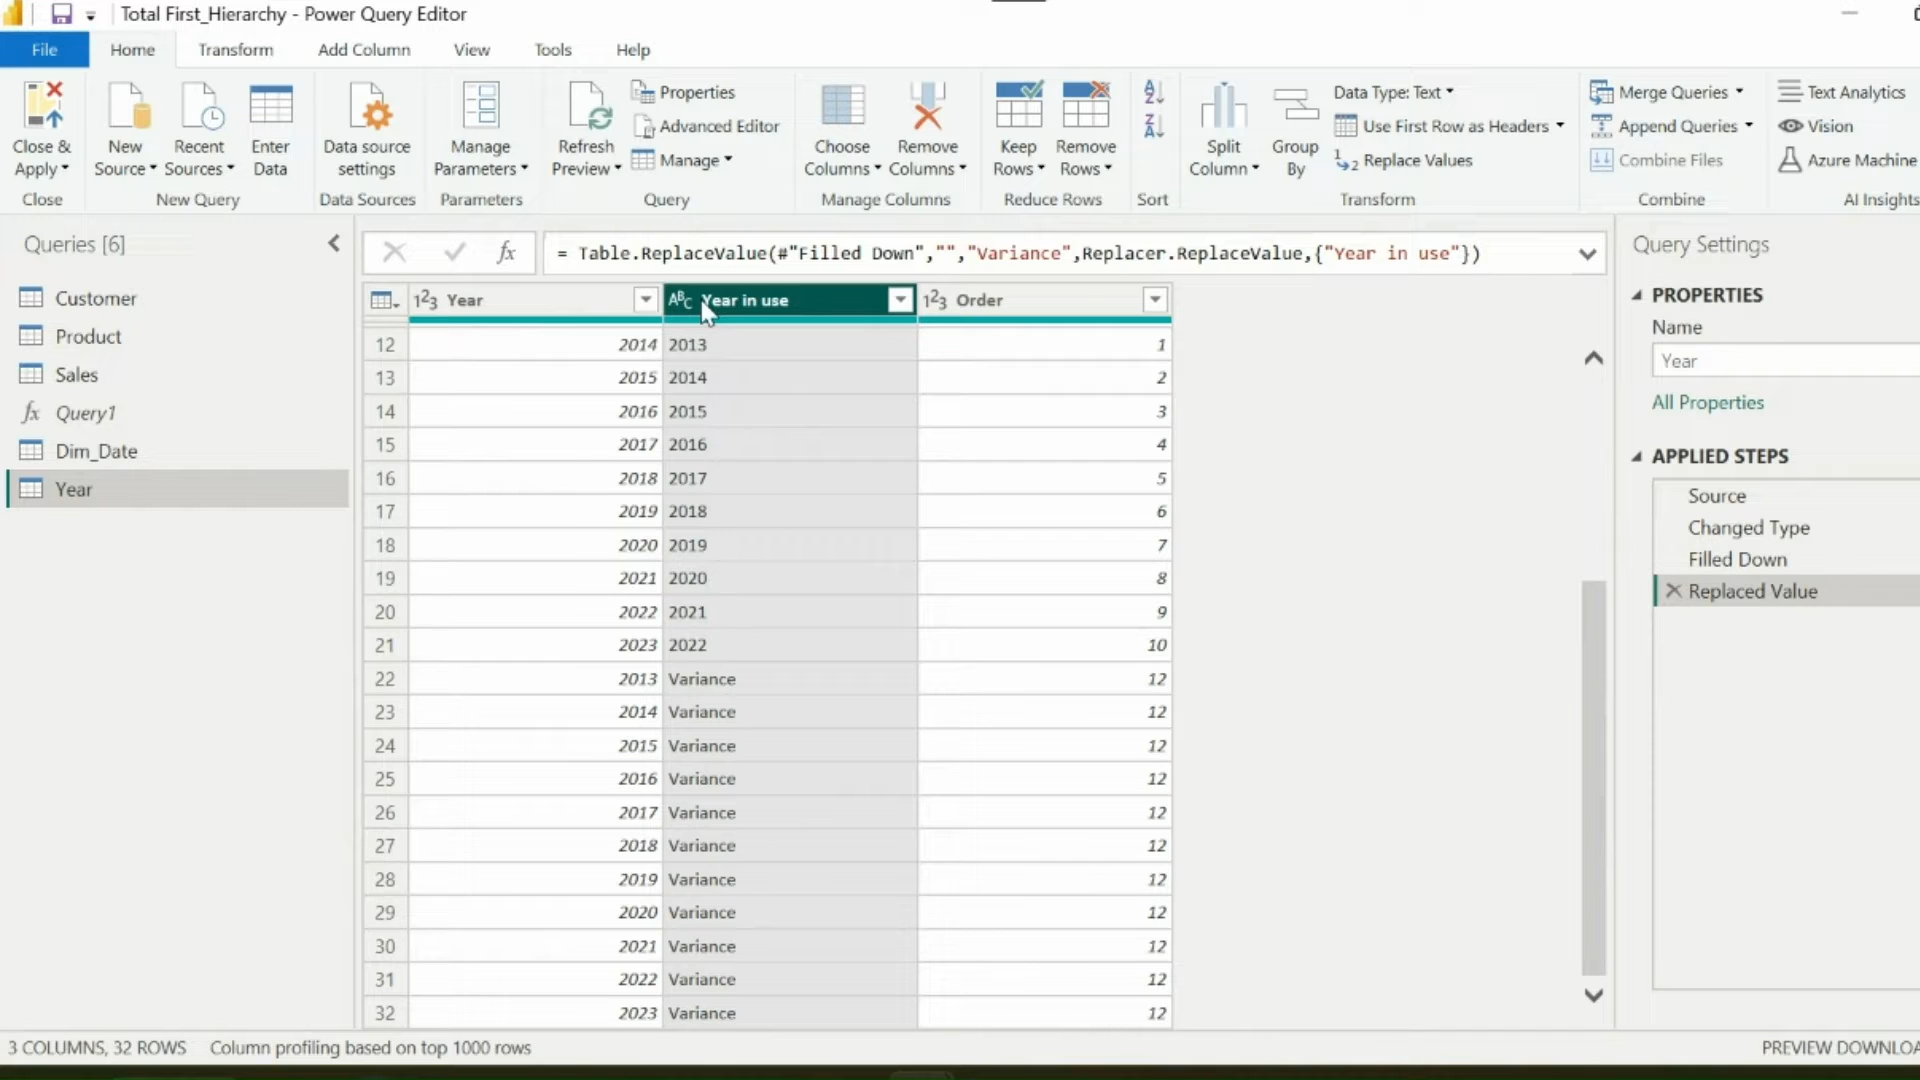 Total First_Hierarchy - Power Query Editor
File Home Transform Add Column View Tools Help
Close & Apply
New Source
Recent Sources
Enter Data
Data source settings
Manage Parameters
Refresh Preview
Properties
Advanced Editor
Manage
Choose Columns
Remove Columns
Keep Rows
Remove Rows
Split Column
Group By
Data Type: Text
Use First Row as Headers
Replace Values
Merge Queries
Append Queries
Combine Files
Text Analytics
Vision
Azure Machine
Close New Query Data Sources Parameters Query Manage Columns Reduce Rows Sort Transform Combine AI Insights
Queries [6]
Customer
Product
Sales
fx Query1
Dim_Date
Year
fx = Table.ReplaceValue(#"Filled Down","","Variance",Replacer.ReplaceValue,{"Year in use"})
123 Year ABC Year in use 123 Order
12 2014 2013 1
13 2015 2014 2
14 2016 2015 3
15 2017 2016 4
16 2018 2017 5
17 2019 2018 6
18 2020 2019 7
19 2021 2020 8
20 2022 2021 9
21 2023 2022 10
22 2013 Variance 12
23 2014 Variance 12
24 2015 Variance 12
25 2016 Variance 12
26 2017 Variance 12
27 2018 Variance 12
28 2019 Variance 12
29 2020 Variance 12
30 2021 Variance 12
31 2022 Variance 12
32 2023 Variance 12
Query Settings
PROPERTIES
Name
Year
All Properties
APPLIED STEPS
Source
Changed Type
Filled Down
Replaced Value
3 COLUMNS, 32 ROWS Column profiling based on top 1000 rows
PREVIEW DOWNLOA